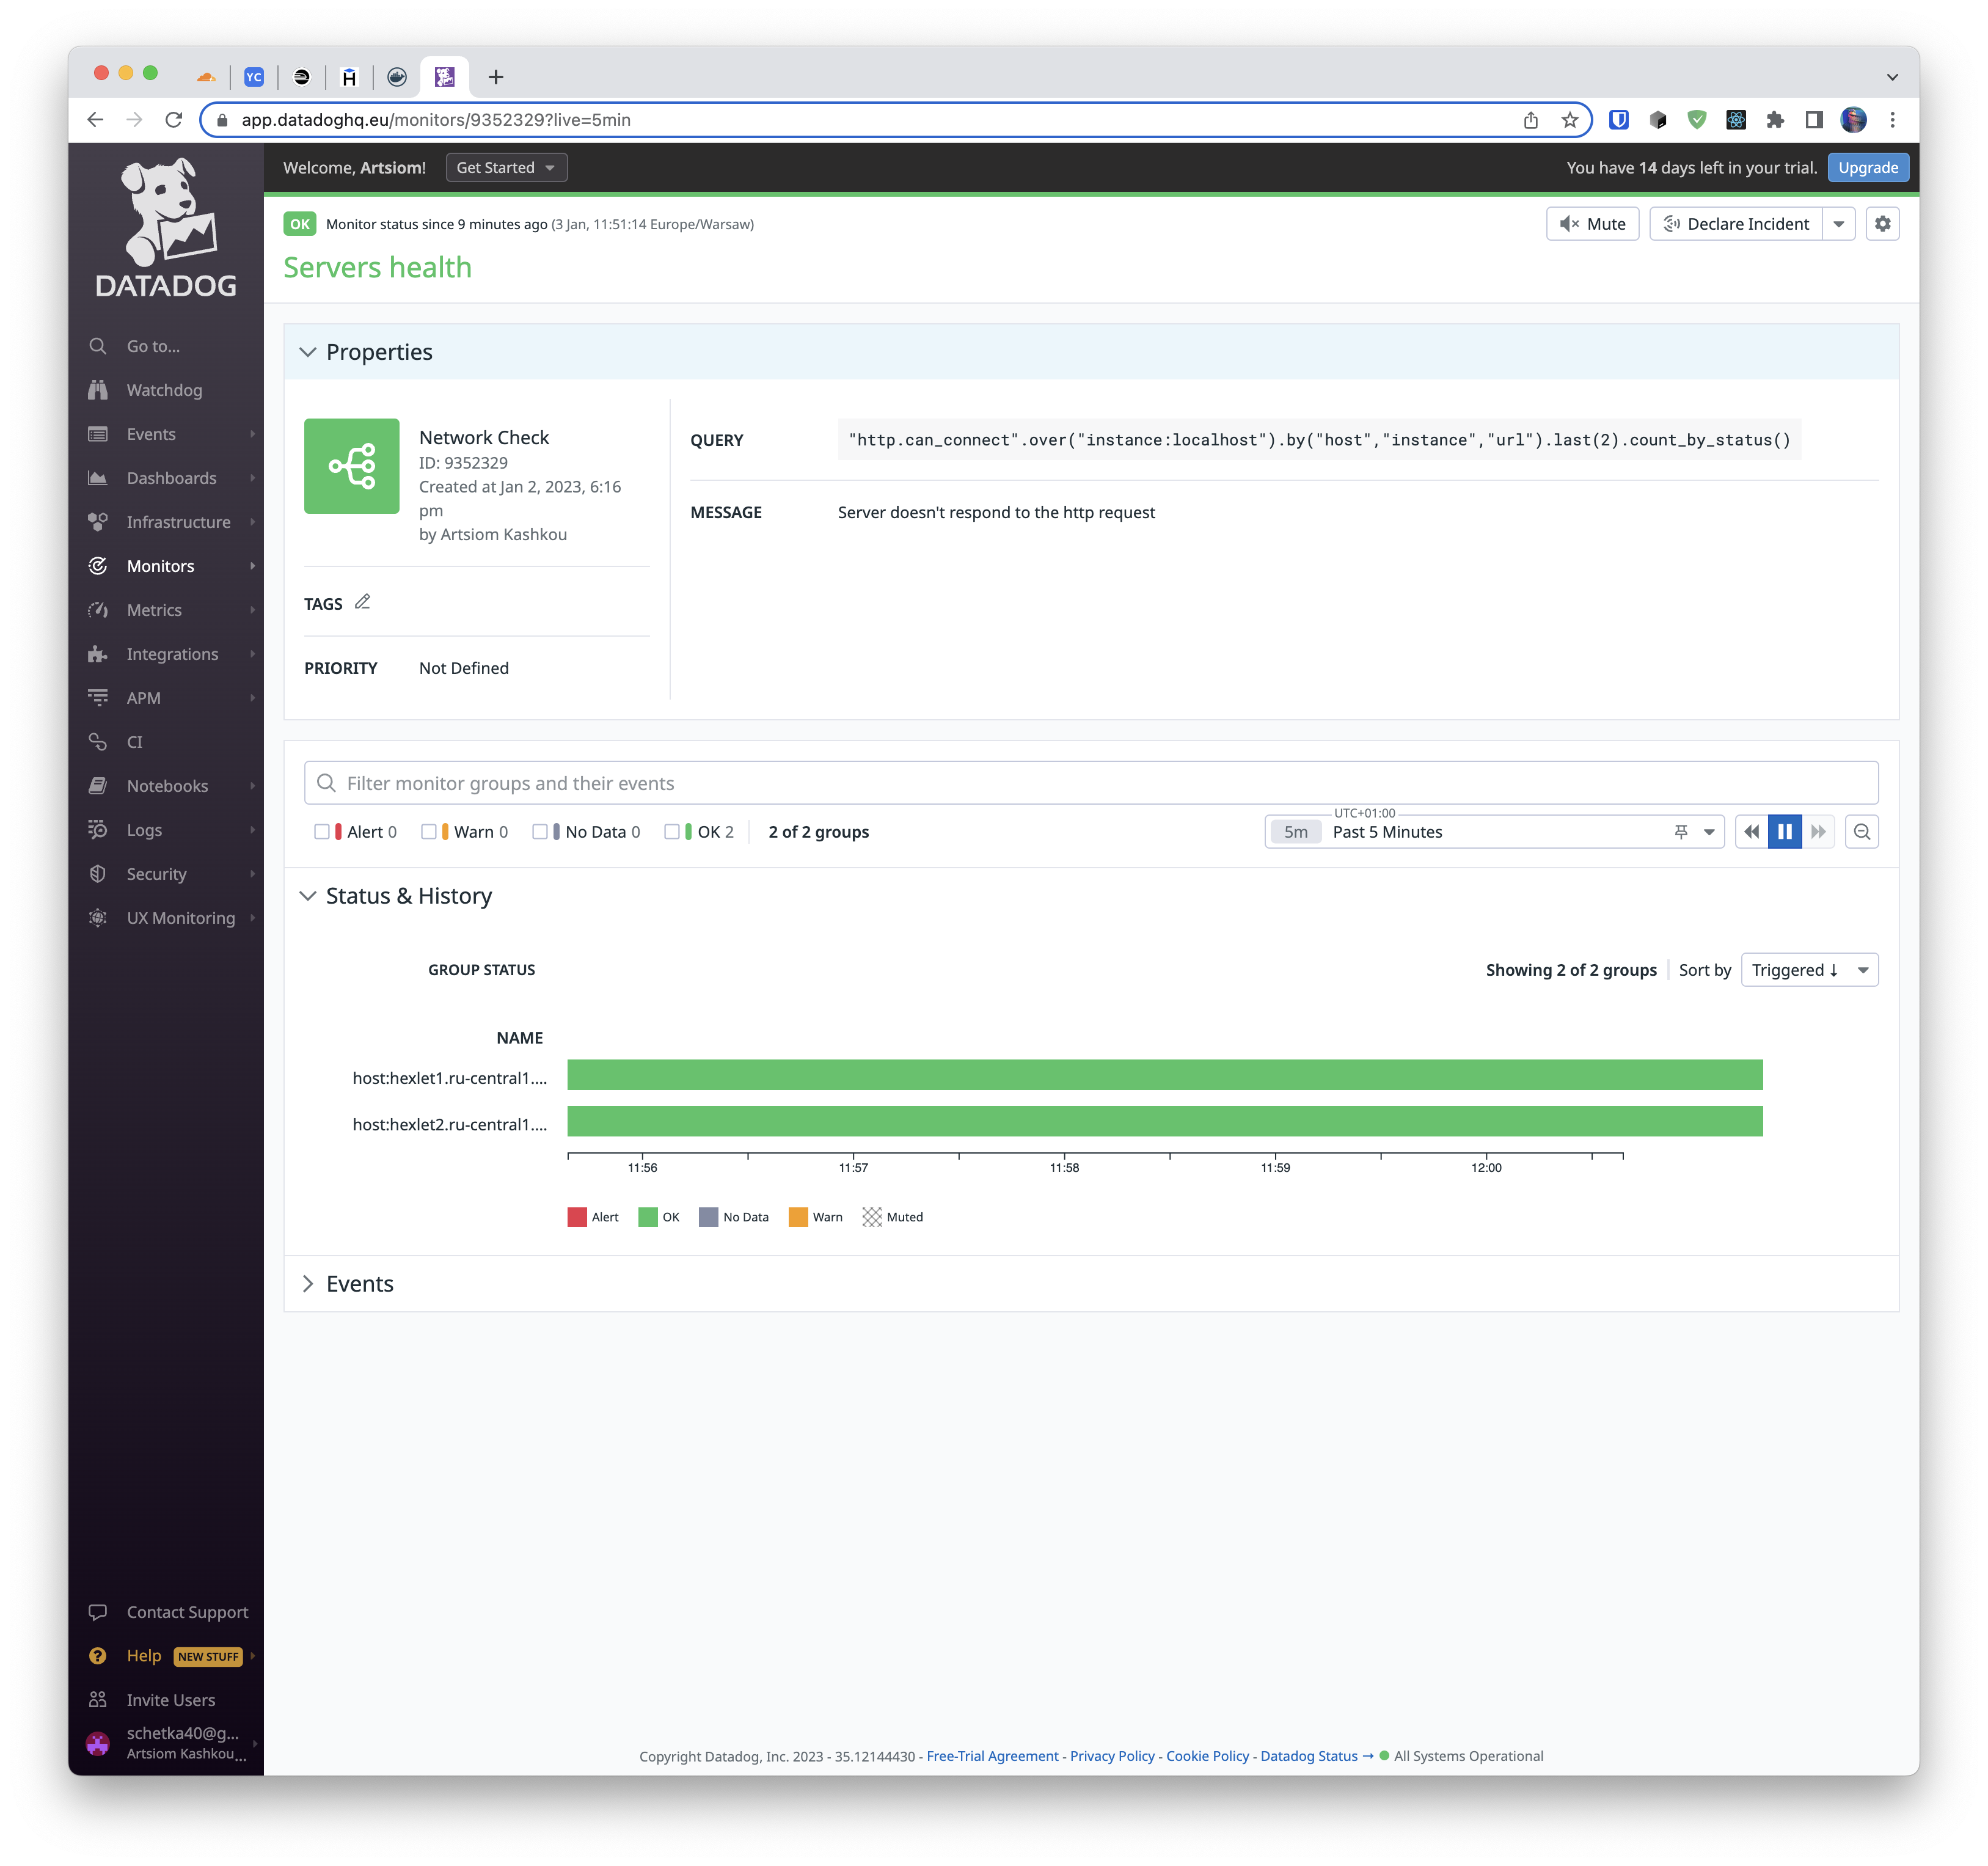 YC
H
app.datadoghq.eu/monitors/9352329?live=5min
DATADOG
Welcome, Artsiom!
Get Started
You have 14 days left in your trial.
Upgrade
OK
Monitor status since 9 minutes ago (3 Jan, 11:51:14 Europe/Warsaw)
Mute
Declare Incident
Servers health
Go to...
Watchdog
Events
Dashboards
Infrastructure
Monitors
Metrics
Integrations
APM
CI
Notebooks
Logs
Security
UX Monitoring
Contact Support
Help NEW STUFF
Invite Users
schetka40@g...
Artsiom Kashkou...
Properties
Network Check
ID: 9352329
Created at Jan 2, 2023, 6:16
pm
by Artsiom Kashkou
TAGS
PRIORITY Not Defined
QUERY "http.can_connect".over("instance:localhost").by("host","instance","url").last(2).count_by_status()
MESSAGE Server doesn't respond to the http request
Filter monitor groups and their events
Alert 0 Warn 0 No Data 0 OK 2 2 of 2 groups
UTC+01:00
5m Past 5 Minutes
Status & History
GROUP STATUS
Showing 2 of 2 groups Sort by Triggered ↓
NAME
host:hexlet1.ru-central1....
host:hexlet2.ru-central1....
11:56 11:57 11:58 11:59 12:00
Alert OK No Data Warn Muted
Events
Copyright Datadog, Inc. 2023 - 35.12144430 - Free-Trial Agreement - Privacy Policy - Cookie Policy - Datadog Status → All Systems Operational